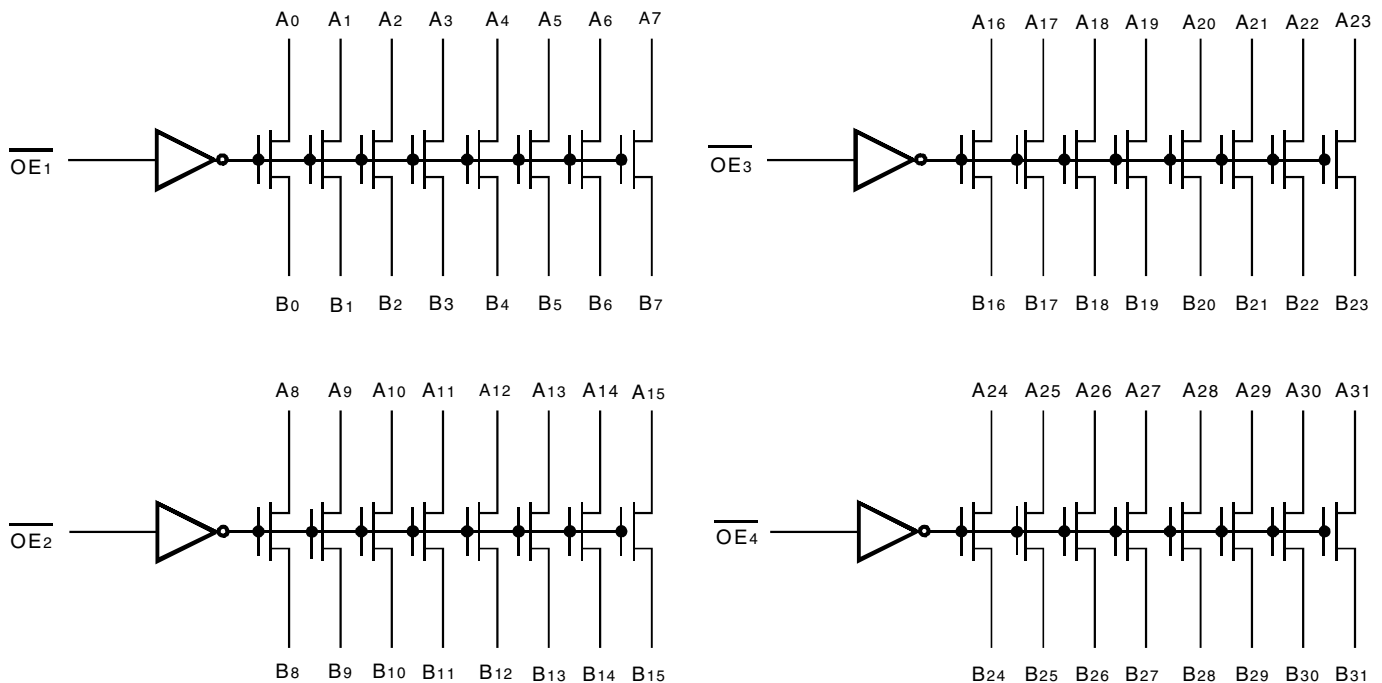 A0 A1 A2 A3 A4 A5 A6 A7
OE1
B0 B1 B2 B3 B4 B5 B6 B7
A16 A17 A18 A19 A20 A21 A22 A23
OE3
B16 B17 B18 B19 B20 B21 B22 B23
A8 A9 A10 A11 A12 A13 A14 A15
OE2
B8 B9 B10 B11 B12 B13 B14 B15
A24 A25 A26 A27 A28 A29 A30 A31
OE4
B24 B25 B26 B27 B28 B29 B30 B31